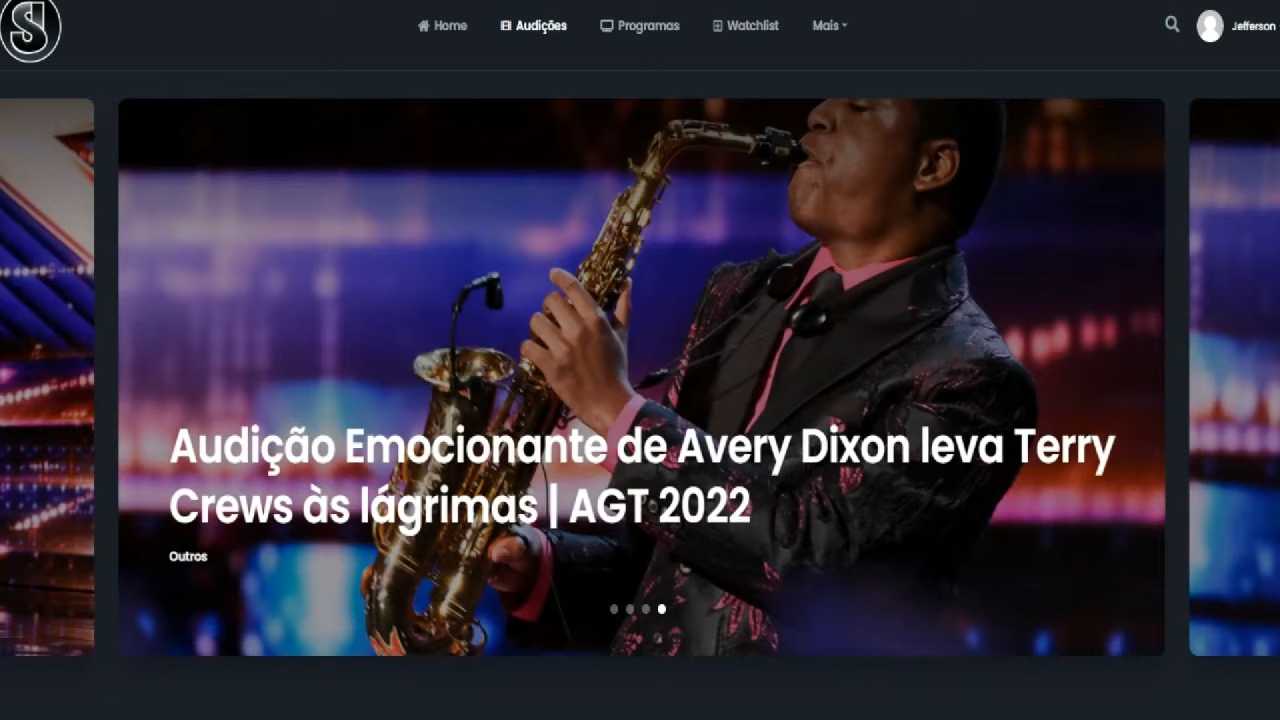 Home
Audições
Programas
Watchlist
Mais
Jefferson
Audição Emocionante de Avery Dixon leva Terry
Crews às lágrimas | AGT 2022
Outros